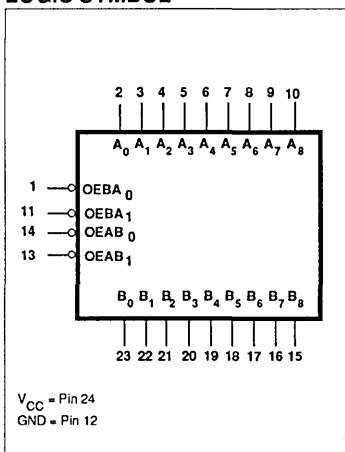 LOGIC SYMBOL
2 3 4 5 6 7 8 9 10
A0 A1 A2 A3 A4 A5 A6 A7 A8
1 OEBA0
11 OEBA1
14 OEAB0
13 OEAB1
B0 B1 B2 B3 B4 B5 B6 B7 B8
23 22 21 20 19 18 17 16 15
VCC = Pin 24
GND = Pin 12